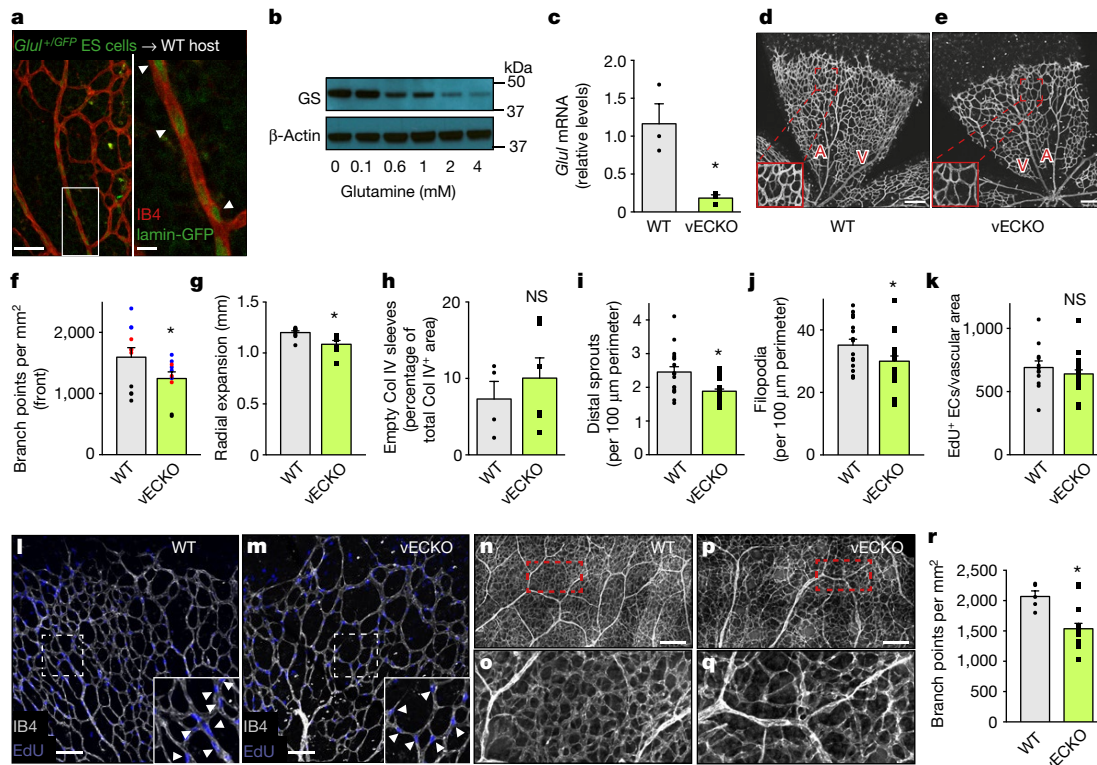 a
Glul+/GFP ES cells → WT host
IB4
lamin-GFP
b
kDa
GS
50
37
β-Actin
37
0 0.1 0.6 1 2 4
Glutamine (mM)
c
Glul mRNA
(relative levels)
2.0
1.5
1.0
0.5
0
*
WT vECKO
d
A
V
WT
e
V
A
vECKO
f
Branch points per mm2
(front)
2,000
1,000
0
*
WT
vECKO
g
Radial expansion (mm)
1.5
1.0
0.5
0
*
WT
vECKO
h
Empty Col IV sleeves
(percentage of
total Col IV+ area)
20
10
0
NS
WT
vECKO
i
Distal sprouts
(per 100 μm perimeter)
4
3
2
1
0
*
WT
vECKO
j
Filopodia
(per 100 μm perimeter)
40
20
0
*
WT
vECKO
k
EdU+ ECs/vascular area
1,000
500
0
NS
WT
vECKO
l
WT
IB4
EdU
m
vECKO
IB4
EdU
n
WT
o
p
vECKO
q
r
Branch points per mm2
2,500
2,000
1,500
1,000
500
0
*
WT
vECKO